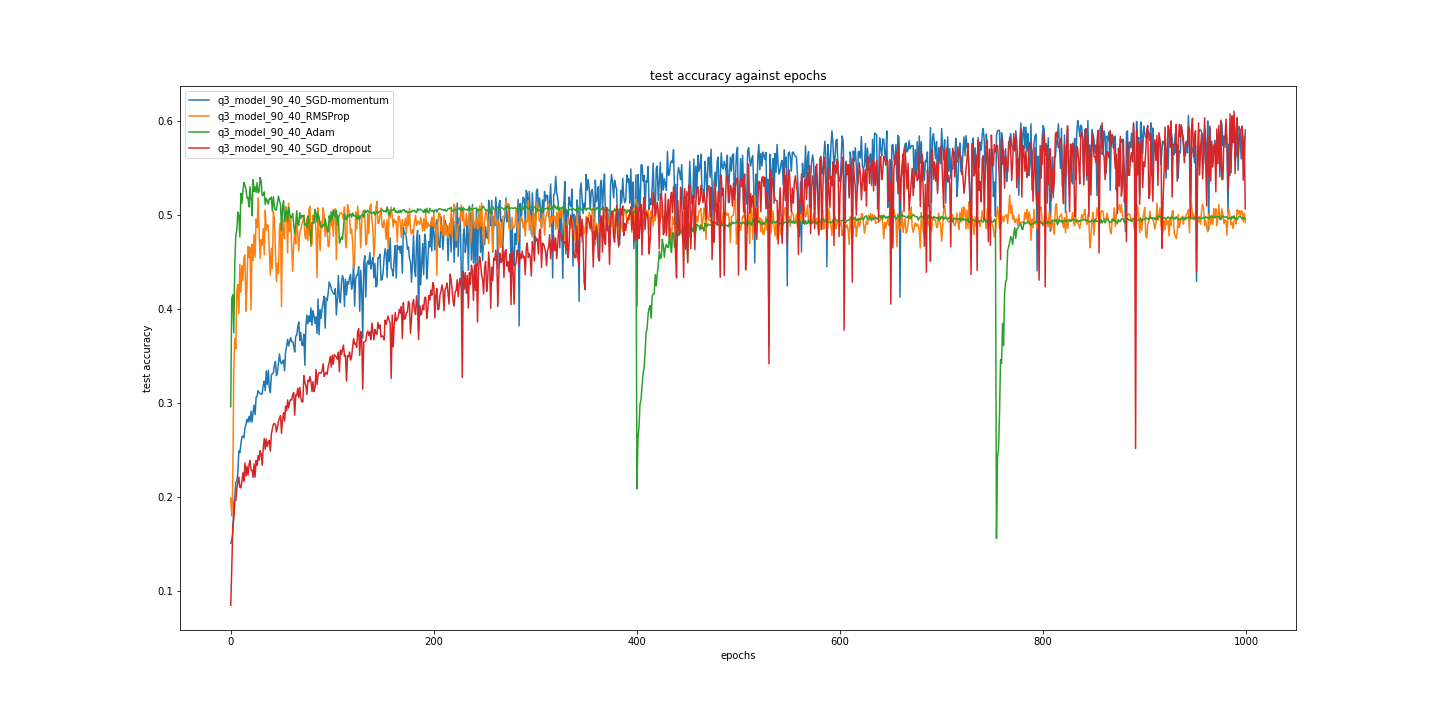 test accuracy against epochs
q3_model_90_40_SGD-momentum
q3_model_90_40_RMSProp
q3_model_90_40_Adam
q3_model_90_40_SGD_dropout
test accuracy
0.6
0.5
0.4
0.3
0.2
0.1
0 200 400 600 800 1000
epochs